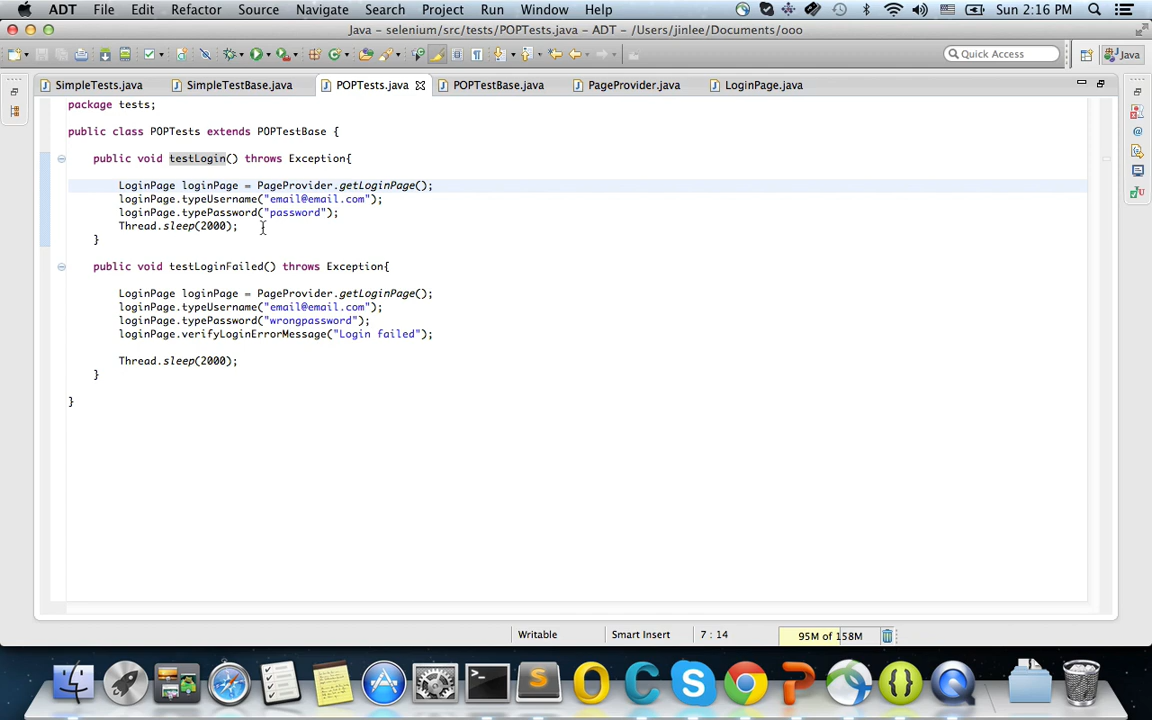 ADT File Edit Refactor Source Navigate Search Project Run Window Help Sun 2:16 PM
Java - selenium/src/tests/POPTests.java - ADT - /Users/jinlee/Documents/ooo
Quick Access Java
SimpleTests.java SimpleTestBase.java POPTests.java POPTestBase.java PageProvider.java LoginPage.java
package tests;
public class POPTests extends POPTestBase {
public void testLogin() throws Exception{
LoginPage loginPage = PageProvider.getLoginPage();
loginPage.typeUsername("email@email.com");
loginPage.typePassword("password");
Thread.sleep(2000);
}
public void testLoginFailed() throws Exception{
LoginPage loginPage = PageProvider.getLoginPage();
loginPage.typeUsername("email@email.com");
loginPage.typePassword("wrongpassword");
loginPage.verifyLoginErrorMessage("Login failed");
Thread.sleep(2000);
}
}
Writable Smart Insert 7 : 14 95M of 158M